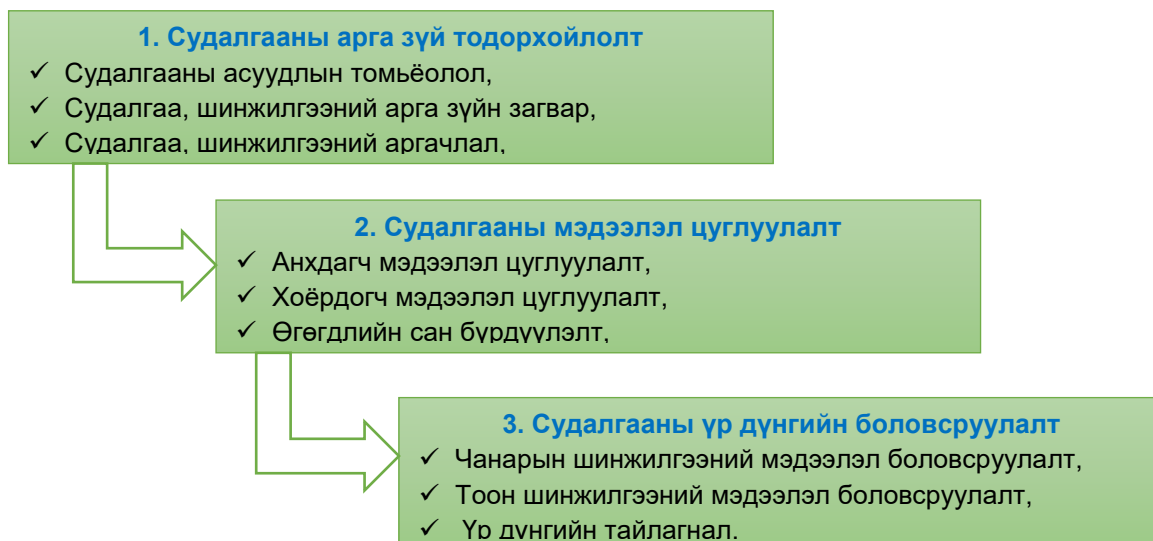 1. Судалгааны арга зүй тодорхойлолт
✓ Судалгааны асуудлын томьёолол,
✓ Судалгаа, шинжилгээний арга зүйн загвар,
✓ Судалгаа, шинжилгээний аргачлал,
2. Судалгааны мэдээлэл цуглуулалт
✓ Анхдагч мэдээлэл цуглуулалт,
✓ Хоёрдогч мэдээлэл цуглуулалт,
✓ Өгөгдлийн сан бүрдүүлэлт,
3. Судалгааны үр дүнгийн боловсруулалт
✓ Чанарын шинжилгээний мэдээлэл боловсруулалт,
✓ Тоон шинжилгээний мэдээлэл боловсруулалт,
✓ Үр дүнгийн тайлагнал.